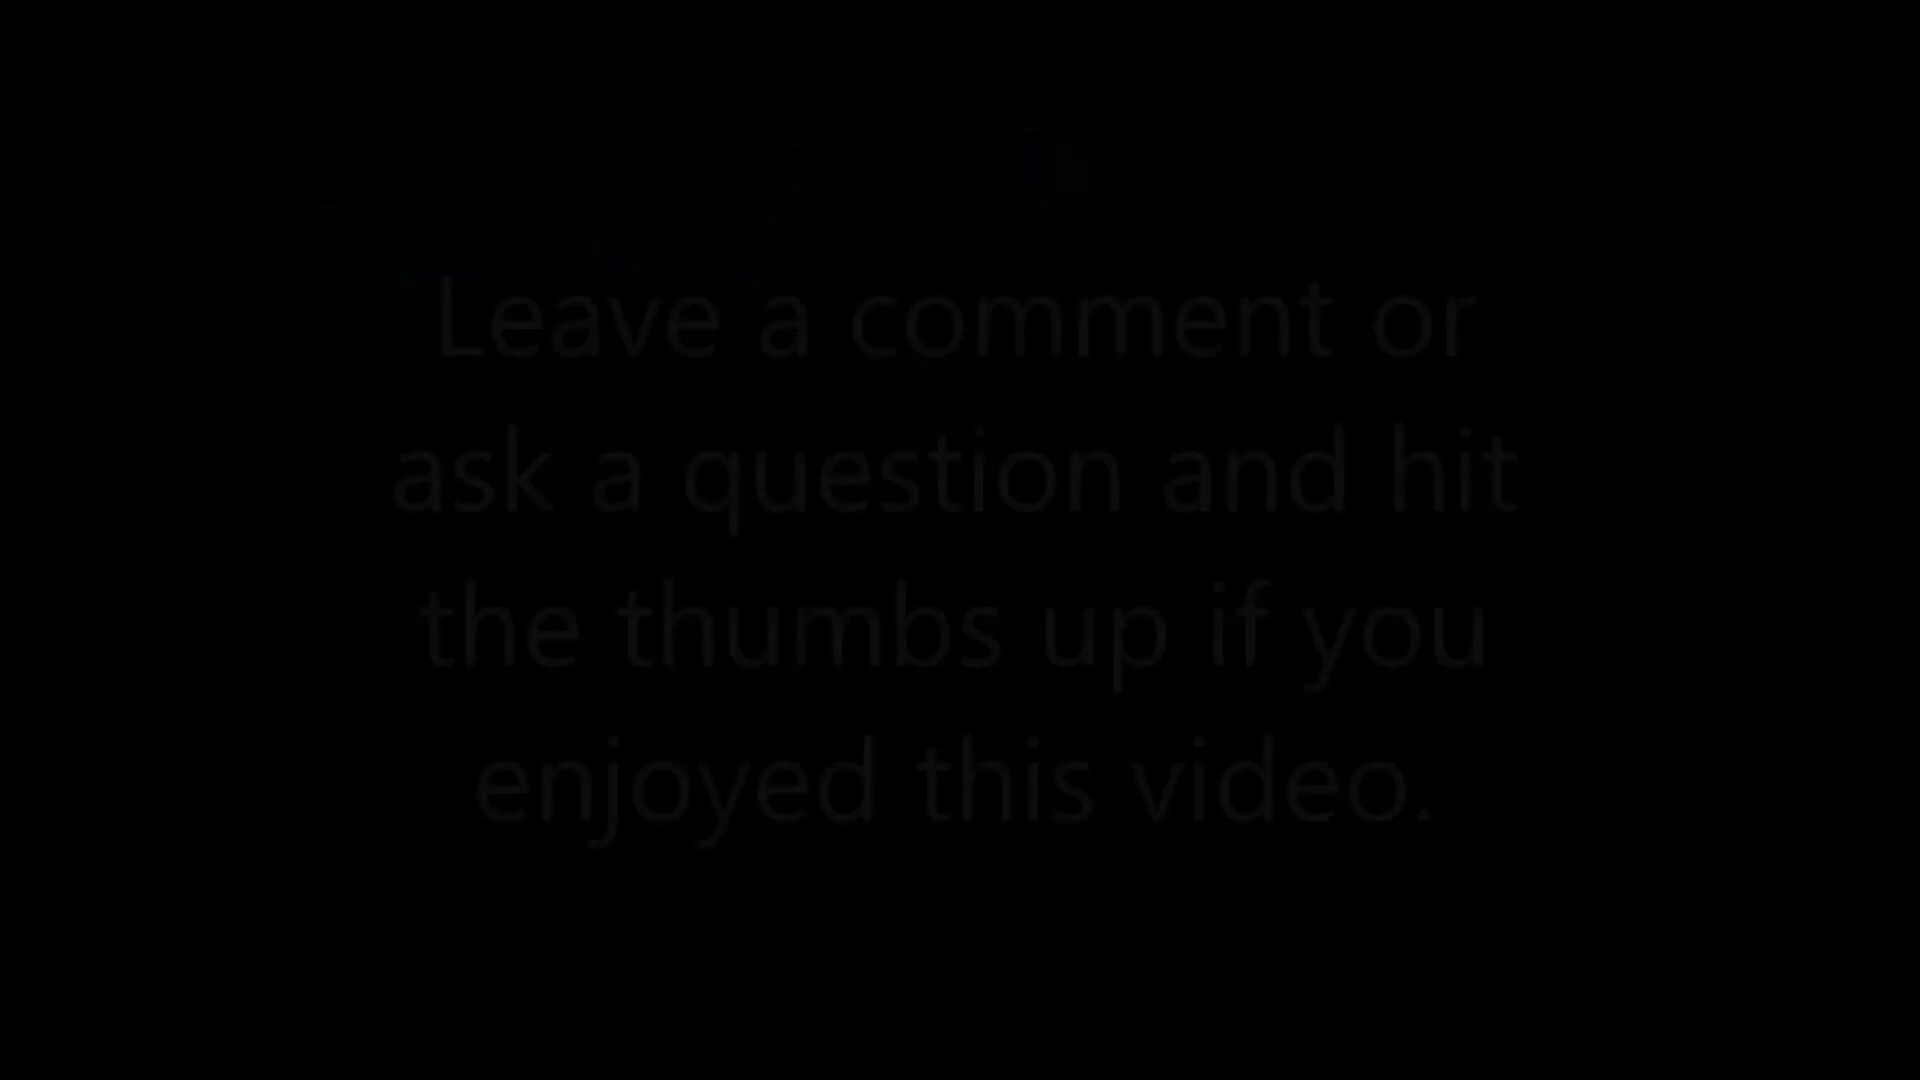 Leave a comment or
ask a question and hit
the thumbs up if you
enjoyed this video.